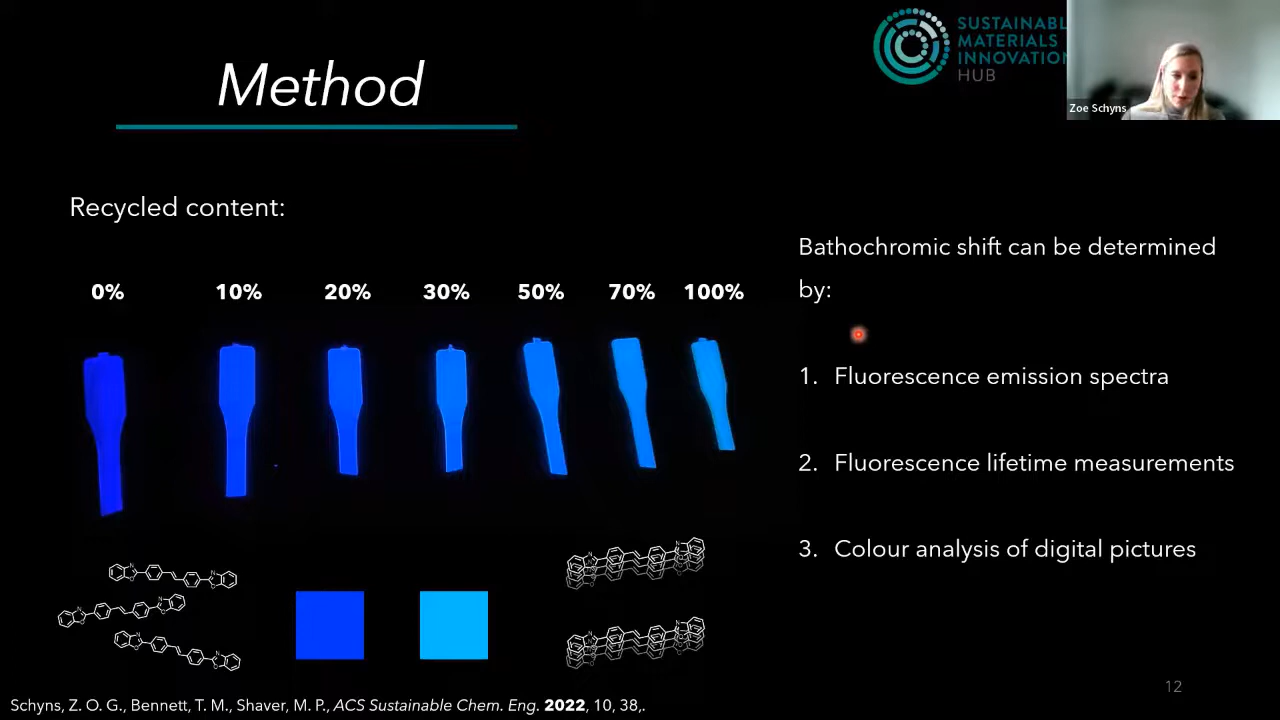 Method
SUSTAINABL
MATERIALS
INNOVATION
HUB
Zoe Schyns
Recycled content:
0% 10% 20% 30% 50% 70% 100%
Bathochromic shift can be determined
by:
1. Fluorescence emission spectra
2. Fluorescence lifetime measurements
3. Colour analysis of digital pictures
12
Schyns, Z. O. G., Bennett, T. M., Shaver, M. P., ACS Sustainable Chem. Eng. 2022, 10, 38,.